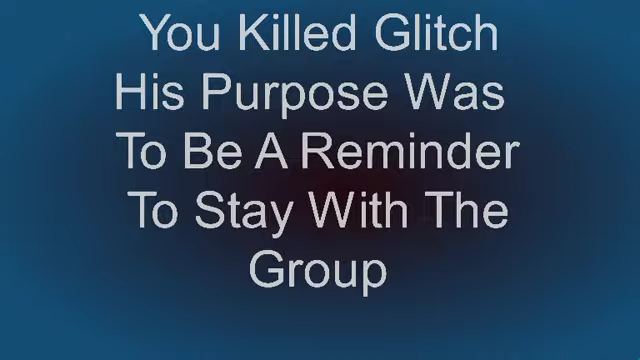 You Killed Glitch
His Purpose Was
To Be A Reminder
To Stay With The
Group